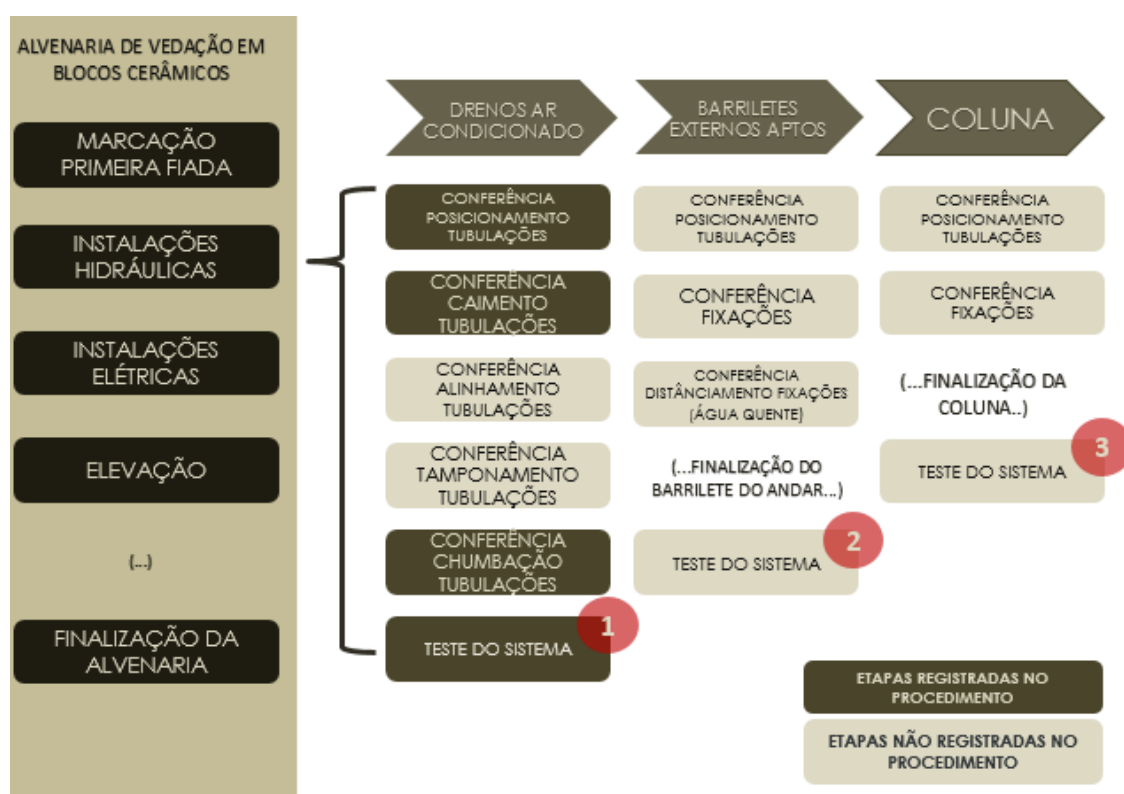 ALVENARIA DE VEDAÇÃO EM
BLOCOS CERÂMICOS
MARCAÇÃO
PRIMEIRA FIADA
INSTALAÇÕES
HIDRÁULICAS
INSTALAÇÕES
ELÉTRICAS
ELEVAÇÃO
(...)
FINALIZAÇÃO DA
ALVENARIA
DRENOS AR
CONDICIONADO
CONFERÊNCIA
POSICIONAMENTO
TUBULAÇÕES
CONFERÊNCIA
CAIMENTO
TUBULAÇÕES
CONFERÊNCIA
ALINHAMENTO
TUBULAÇÕES
CONFERÊNCIA
TAMPONAMENTO
TUBULAÇÕES
CONFERÊNCIA
CHUMBAÇÃO
TUBULAÇÕES
TESTE DO SISTEMA
1
BARRILETES
EXTERNOS APTOS
CONFERÊNCIA
POSICIONAMENTO
TUBULAÇÕES
CONFERÊNCIA
FIXAÇÕES
CONFERÊNCIA
DISTÂNCIAMENTO FIXAÇÕES
(ÁGUA QUENTE)
(...FINALIZAÇÃO DO
BARRILETE DO ANDAR...)
TESTE DO SISTEMA
2
COLUNA
CONFERÊNCIA
POSICIONAMENTO
TUBULAÇÕES
CONFERÊNCIA
FIXAÇÕES
(...FINALIZAÇÃO DA
COLUNA..)
TESTE DO SISTEMA
3
ETAPAS REGISTRADAS NO
PROCEDIMENTO
ETAPAS NÃO REGISTRADAS NO
PROCEDIMENTO